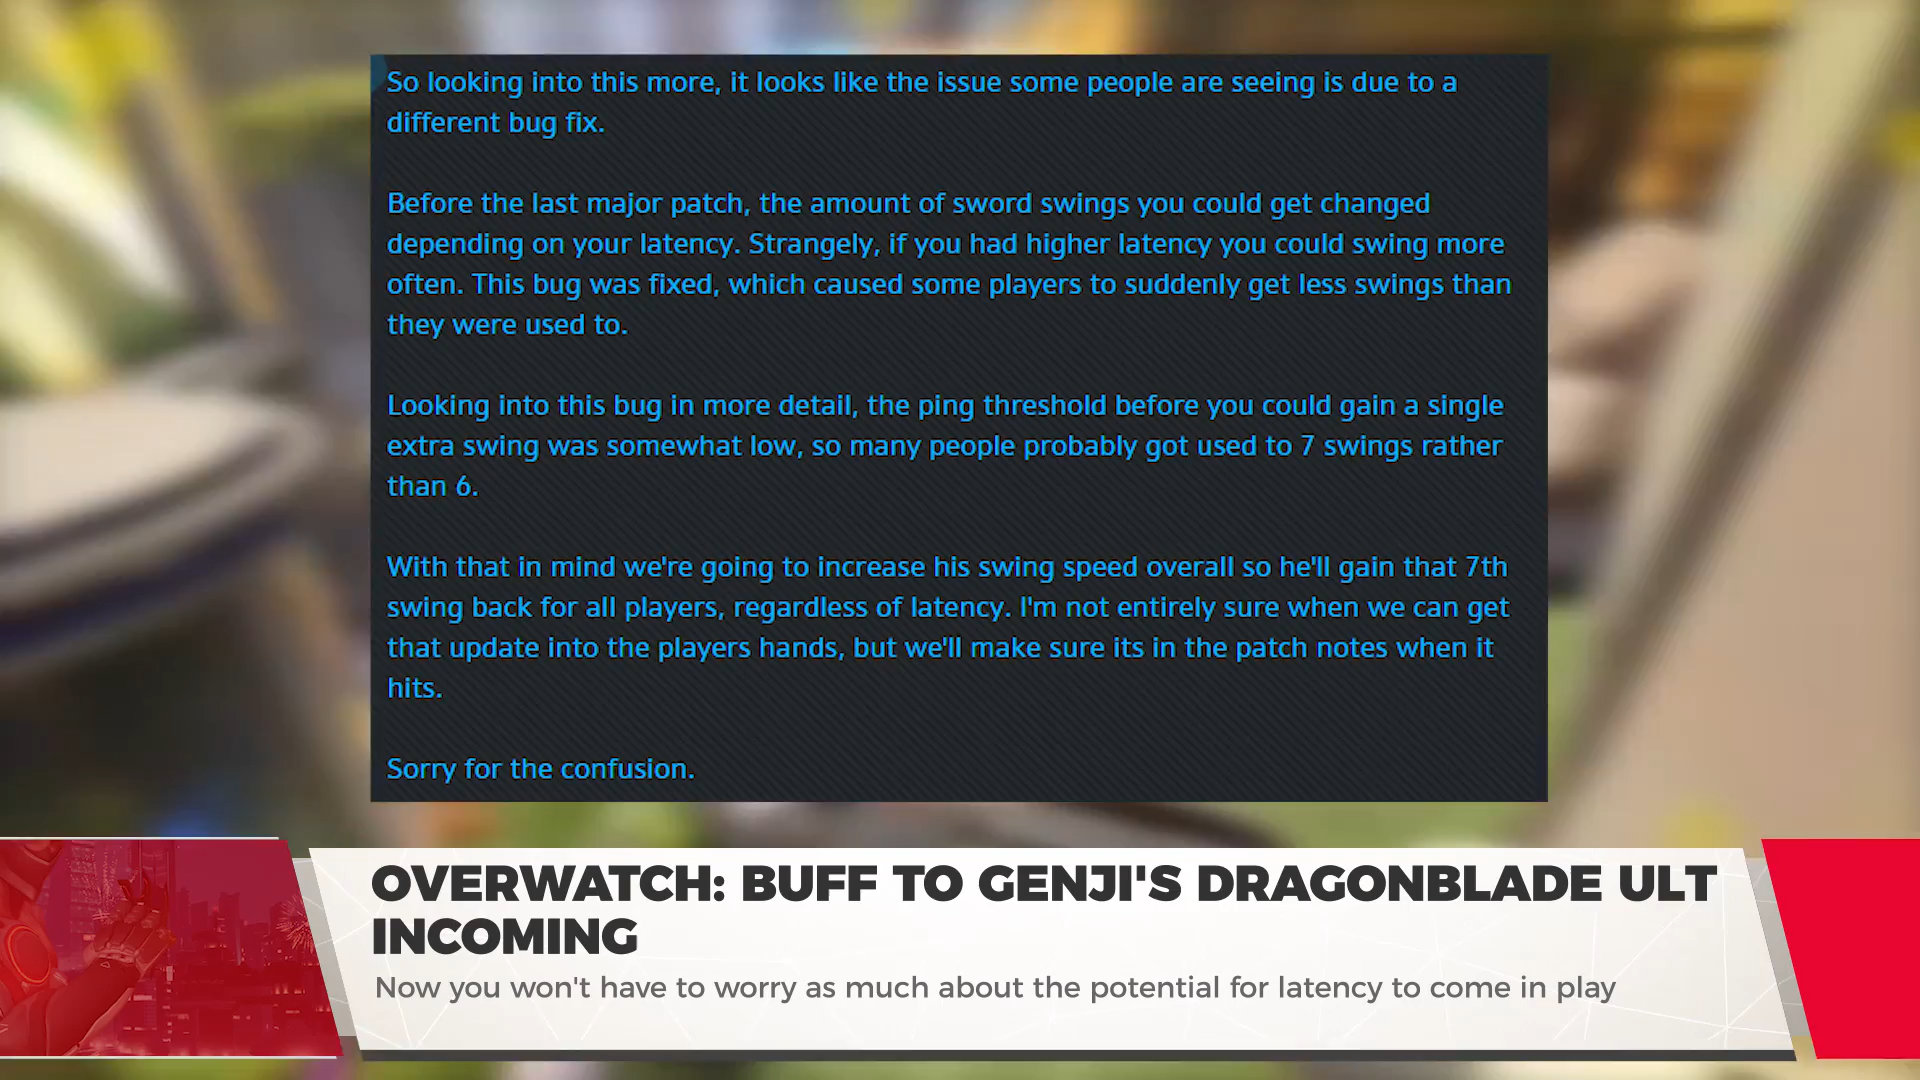 So looking into this more, it looks like the issue some people are seeing is due to a
different bug fix.
Before the last major patch, the amount of sword swings you could get changed
depending on your latency. Strangely, if you had higher latency you could swing more
often. This bug was fixed, which caused some players to suddenly get less swings than
they were used to.
Looking into this bug in more detail, the ping threshold before you could gain a single
extra swing was somewhat low, so many people probably got used to 7 swings rather
than 6.
With that in mind we're going to increase his swing speed overall so he'll gain that 7th
swing back for all players, regardless of latency. I'm not entirely sure when we can get
that update into the players hands, but we'll make sure its in the patch notes when it
hits.
Sorry for the confusion.
OVERWATCH: BUFF TO GENJI'S DRAGONBLADE ULT
INCOMING
Now you won't have to worry as much about the potential for latency to come in play